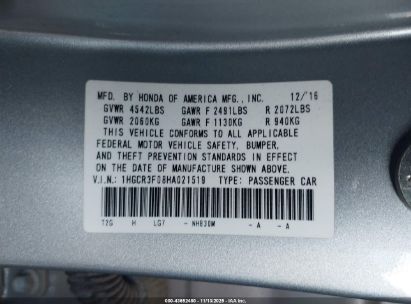 MFD. BY HONDA OF AMERICA MFG., INC. 12/16
GVWR 4542LBS GAWR F 2491LBS R 2072LBS
GVWR 2060KG GAWR F 1130KG R 940KG
THIS VEHICLE CONFORMS TO ALL APPLICABLE
FEDERAL MOTOR VEHICLE SAFETY, BUMPER,
AND THEFT PREVENTION STANDARDS IN EFFECT
ON THE DATE OF MANUFACTURE SHOWN ABOVE.
V.I.N.: 1HGCR3F08HA021519 TYPE: PASSENGER CAR
T2G H LG7 - NH830M - A - A